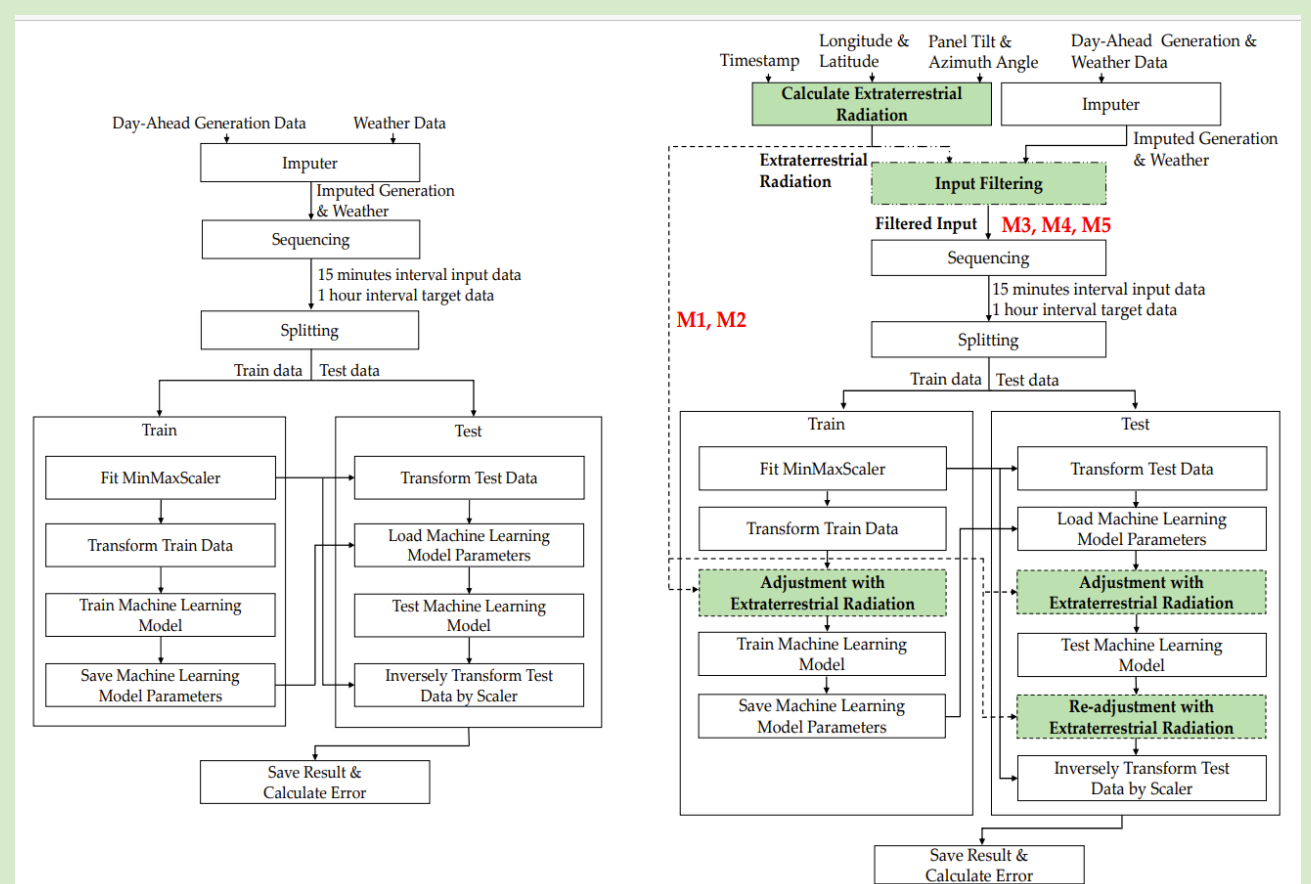 Day-Ahead Generation Data
Weather Data
Imputer
Imputed Generation
& Weather
Sequencing
15 minutes interval input data
1 hour interval target data
Splitting
Train data
Test data
Train
Fit MinMaxScaler
Transform Train Data
Train Machine Learning
Model
Save Machine Learning
Model Parameters
Test
Transform Test Data
Load Machine Learning
Model Parameters
Test Machine Learning
Model
Inversely Transform Test
Data by Scaler
Save Result &
Calculate Error
Timestamp
Longitude &
Latitude
Panel Tilt &
Azimuth Angle
Day-Ahead Generation &
Weather Data
Calculate Extraterrestrial
Radiation
Imputer
Extraterrestrial
Radiation
Imputed Generation
& Weather
Input Filtering
Filtered Input
M3, M4, M5
Sequencing
15 minutes interval input data
1 hour interval target data
M1, M2
Splitting
Train data
Test data
Train
Fit MinMaxScaler
Transform Train Data
Adjustment with
Extraterrestrial Radiation
Train Machine Learning
Model
Save Machine Learning
Model Parameters
Test
Transform Test Data
Load Machine Learning
Model Parameters
Adjustment with
Extraterrestrial Radiation
Test Machine Learning
Model
Re-adjustment with
Extraterrestrial Radiation
Inversely Transform Test
Data by Scaler
Save Result &
Calculate Error